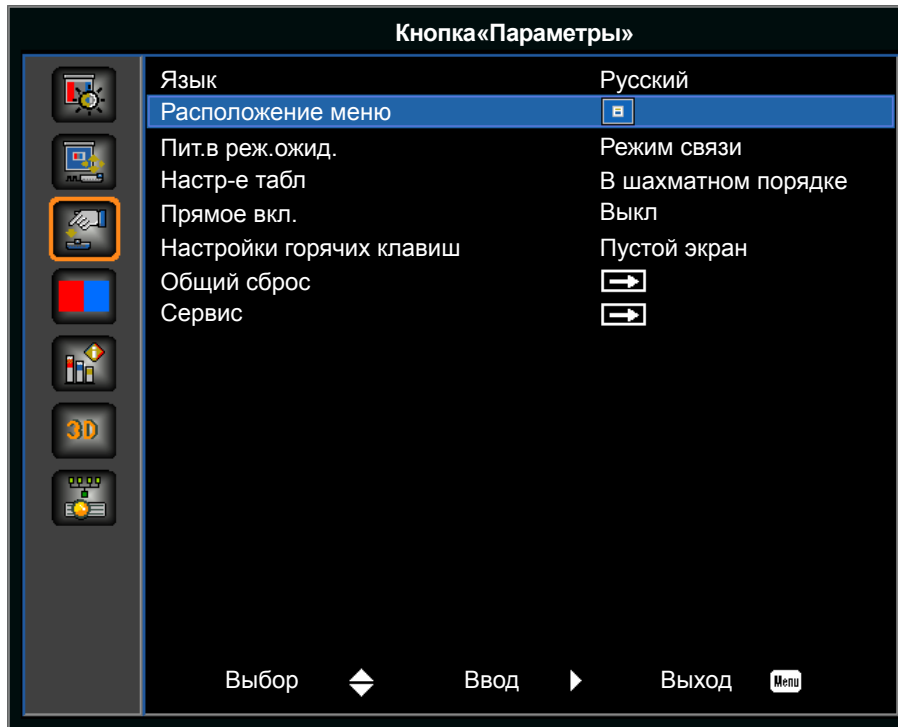 Кнопка«Параметры»
Язык Русский
Расположение меню
Пит.в реж.ожид. Режим связи
Настр-е табл В шахматном порядке
Прямое вкл. Выкл
Настройки горячих клавиш Пустой экран
Общий сброс
Сервис
3D
Выбор Ввод Выход Menu